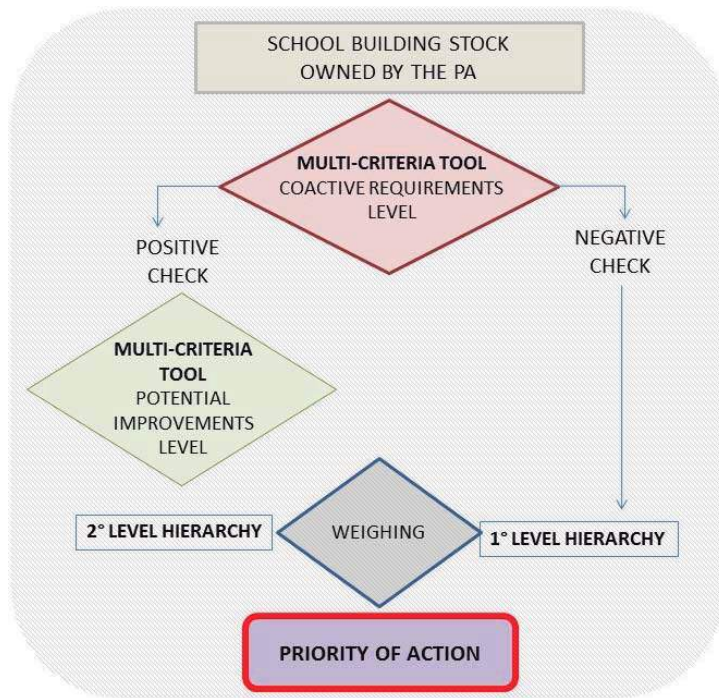 SCHOOL BUILDING STOCK
OWNED BY THE PA
MULTI-CRITERIA TOOL
COACTIVE REQUIREMENTS
LEVEL
POSITIVE
CHECK
NEGATIVE
CHECK
MULTI-CRITERIA
TOOL
POTENTIAL
IMPROVEMENTS
LEVEL
2° LEVEL HIERARCHY
WEIGHING
1° LEVEL HIERARCHY
PRIORITY OF ACTION